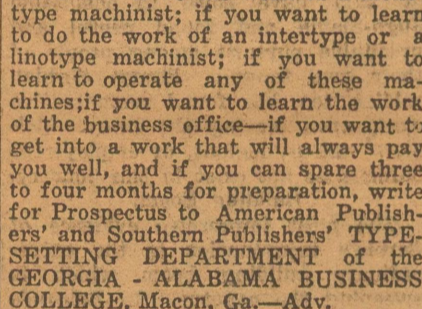 type machinist; if you want to learn
to do the work of an intertype or a
linotype machinist; if you want to
learn to operate any of these ma-
chines;if you want to learn the work
of the business office—if you want to
get into a work that will always pay
you well, and if you can spare three
to four months for preparation, write
for Prospectus to American Publish-
ers' and Southern Publishers' TYPE-
SETTING DEPARTMENT of the
GEORGIA - ALABAMA BUSINESS
COLLEGE, Macon, Ga.—Adv.